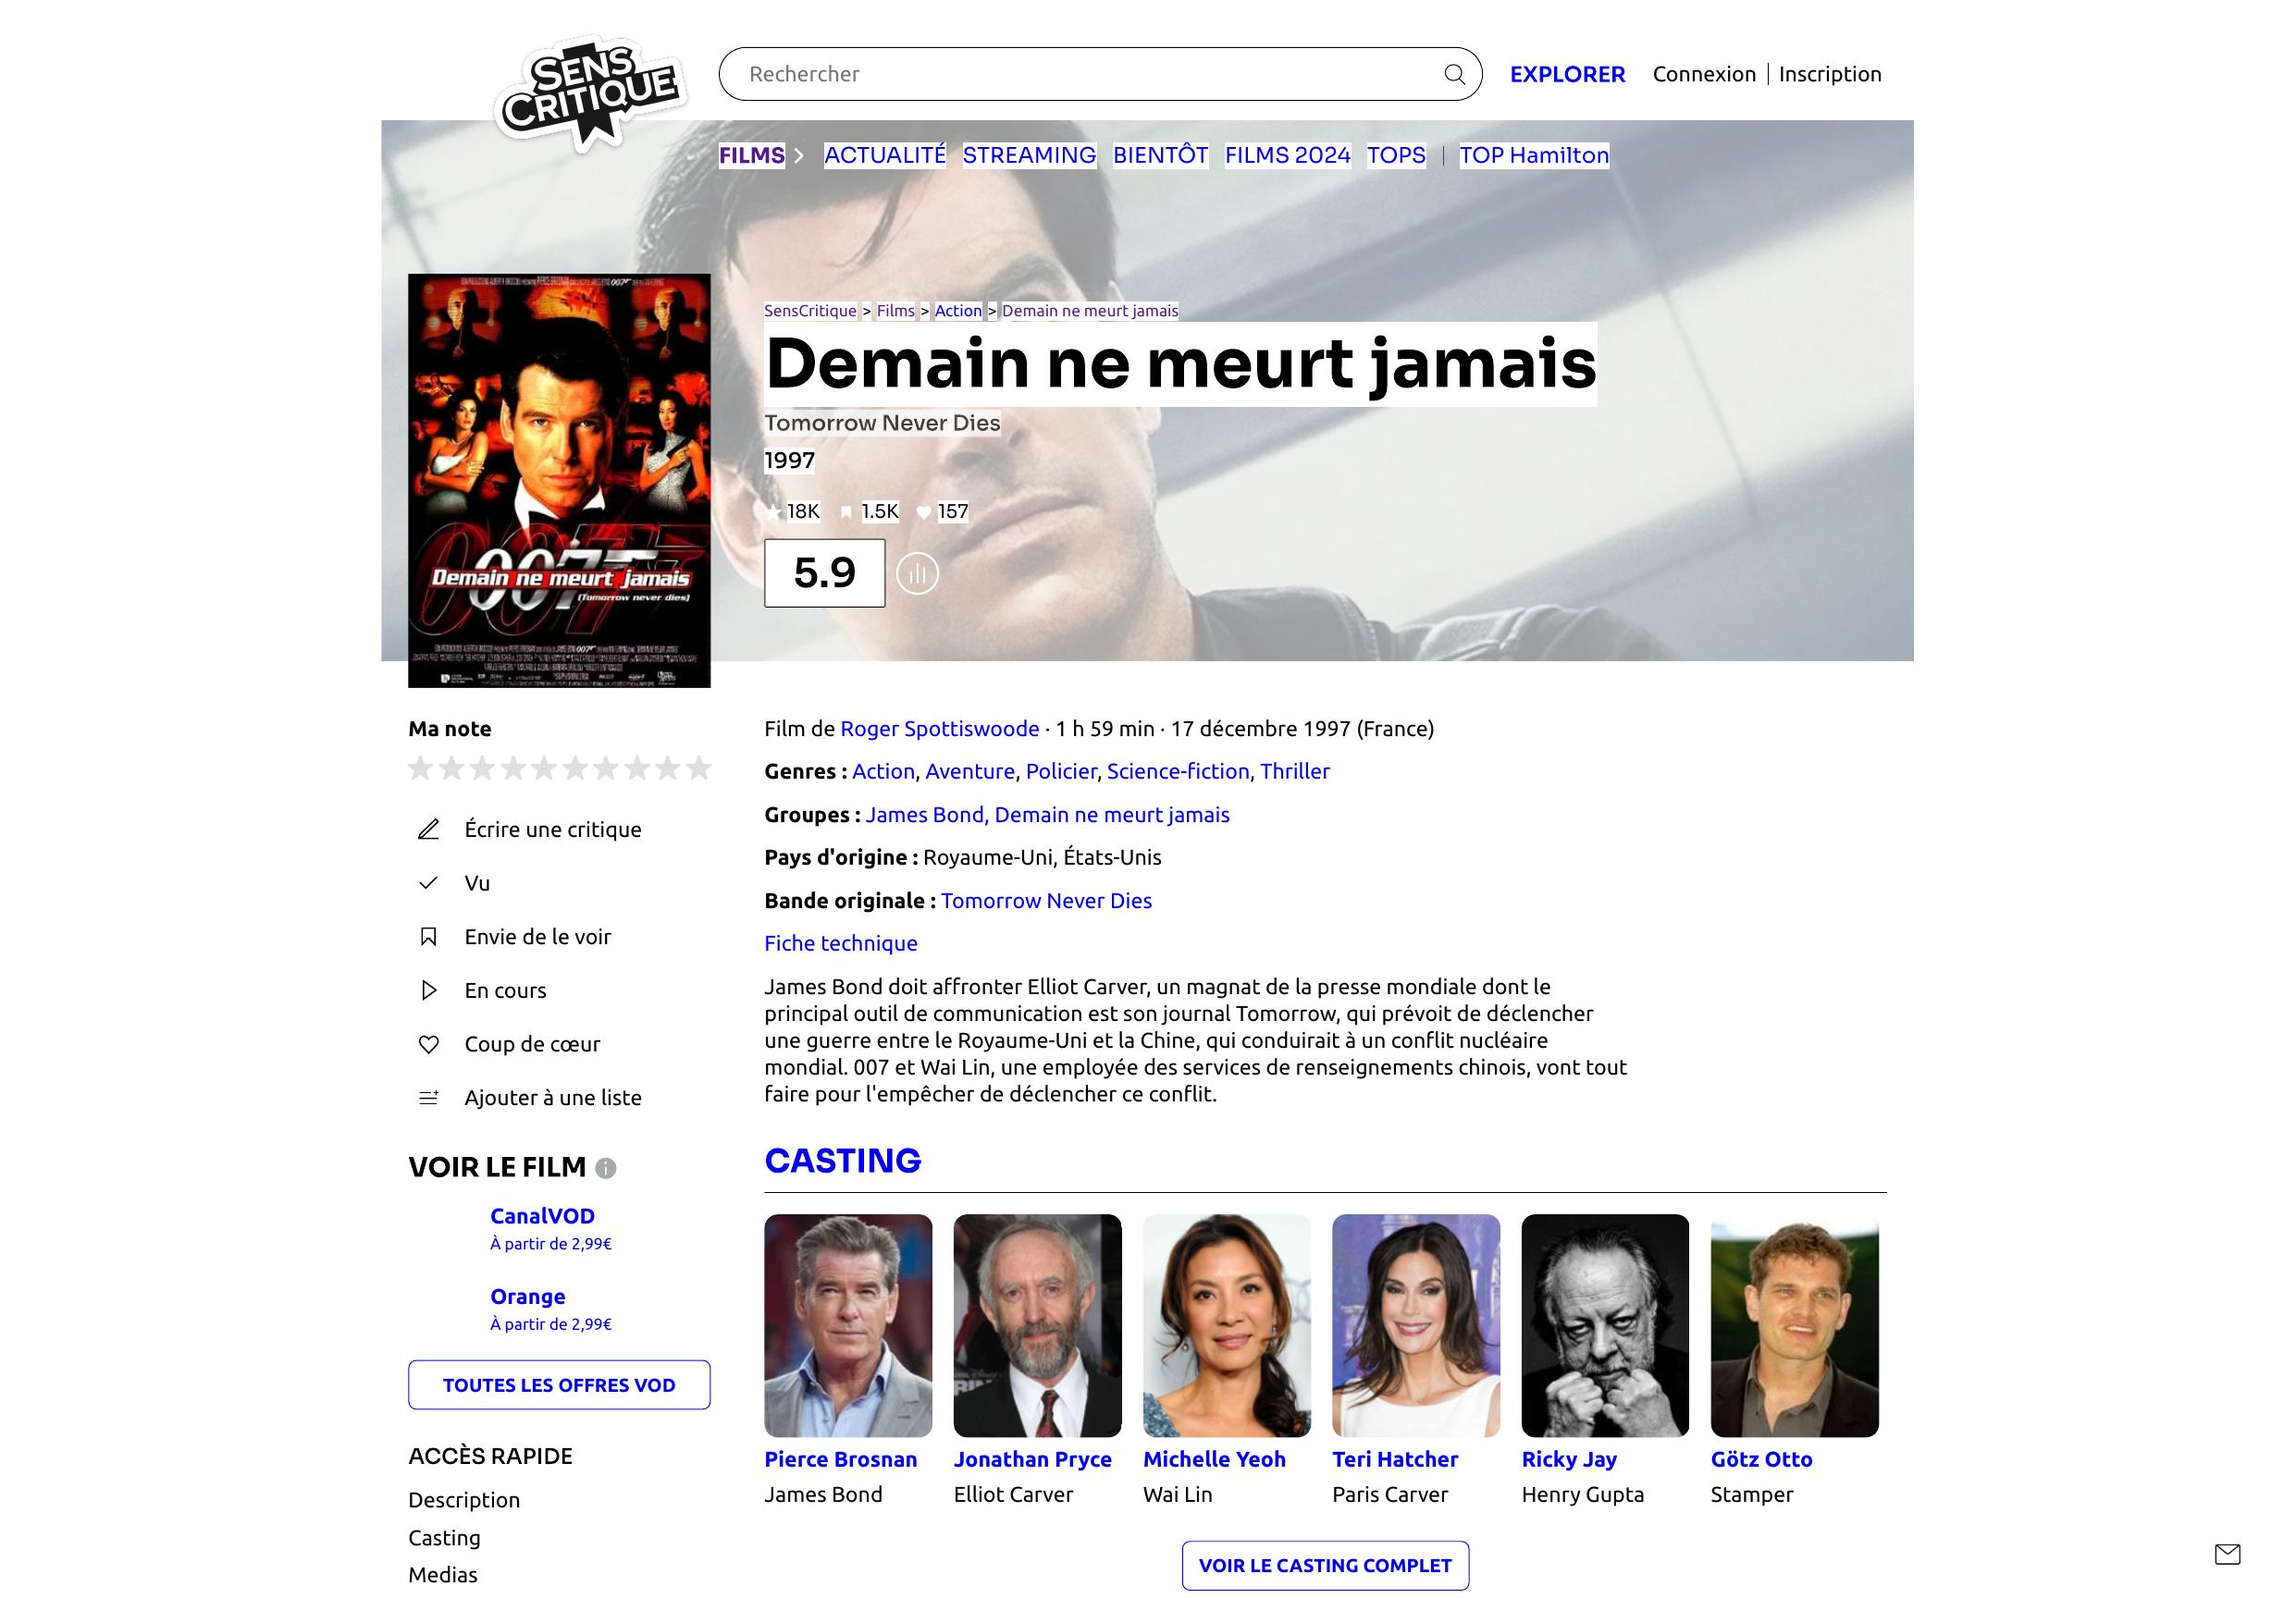 SENS
CRITIQUE
Rechercher
EXPLORER
Connexion | Inscription
FILMS ACTUALITÉ STREAMING BIENTÔT FILMS 2024 TOPS | TOP Hamilton
SensCritique > Films > Action > Demain ne meurt jamais
Demain ne meurt jamais
Tomorrow Never Dies
1997
18K 1.5K 157
5.9
007
Demain ne meurt jamais
(Tomorrow never dies)
Ma note
Écrire une critique
Vu
Envie de le voir
En cours
Coup de cœur
Ajouter à une liste
VOIR LE FILM
CanalVOD
À partir de 2,99€
Orange
À partir de 2,99€
TOUTES LES OFFRES VOD
ACCÈS RAPIDE
Description
Casting
Medias
Film de Roger Spottiswoode · 1 h 59 min · 17 décembre 1997 (France)
Genres : Action, Aventure, Policier, Science-fiction, Thriller
Groupes : James Bond, Demain ne meurt jamais
Pays d'origine : Royaume-Uni, États-Unis
Bande originale : Tomorrow Never Dies
Fiche technique
James Bond doit affronter Elliot Carver, un magnat de la presse mondiale dont le
principal outil de communication est son journal Tomorrow, qui prévoit de déclencher
une guerre entre le Royaume-Uni et la Chine, qui conduirait à un conflit nucléaire
mondial. 007 et Wai Lin, une employée des services de renseignements chinois, vont tout
faire pour l'empêcher de déclencher ce conflit.
CASTING
Pierce Brosnan
James Bond
Jonathan Pryce
Elliot Carver
Michelle Yeoh
Wai Lin
Teri Hatcher
Paris Carver
Ricky Jay
Henry Gupta
Götz Otto
Stamper
VOIR LE CASTING COMPLET